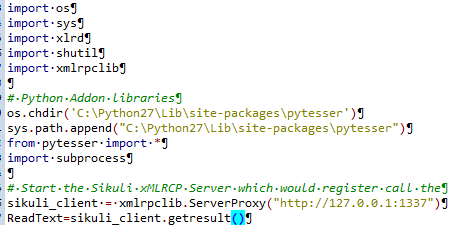 import os
import sys
import xlrd
import shutil
import xmlrpclib

# Python Addon libraries
os.chdir('C:\Python27\Lib\site-packages\pytesser')
sys.path.append("C:\Python27\Lib\site-packages\pytesser")
from pytesser import *
import subprocess

# Start the Sikuli xMLRCP Server which would register call the
sikuli_client = xmlrpclib.ServerProxy("http://127.0.0.1:1337")
ReadText=sikuli_client.getresult()